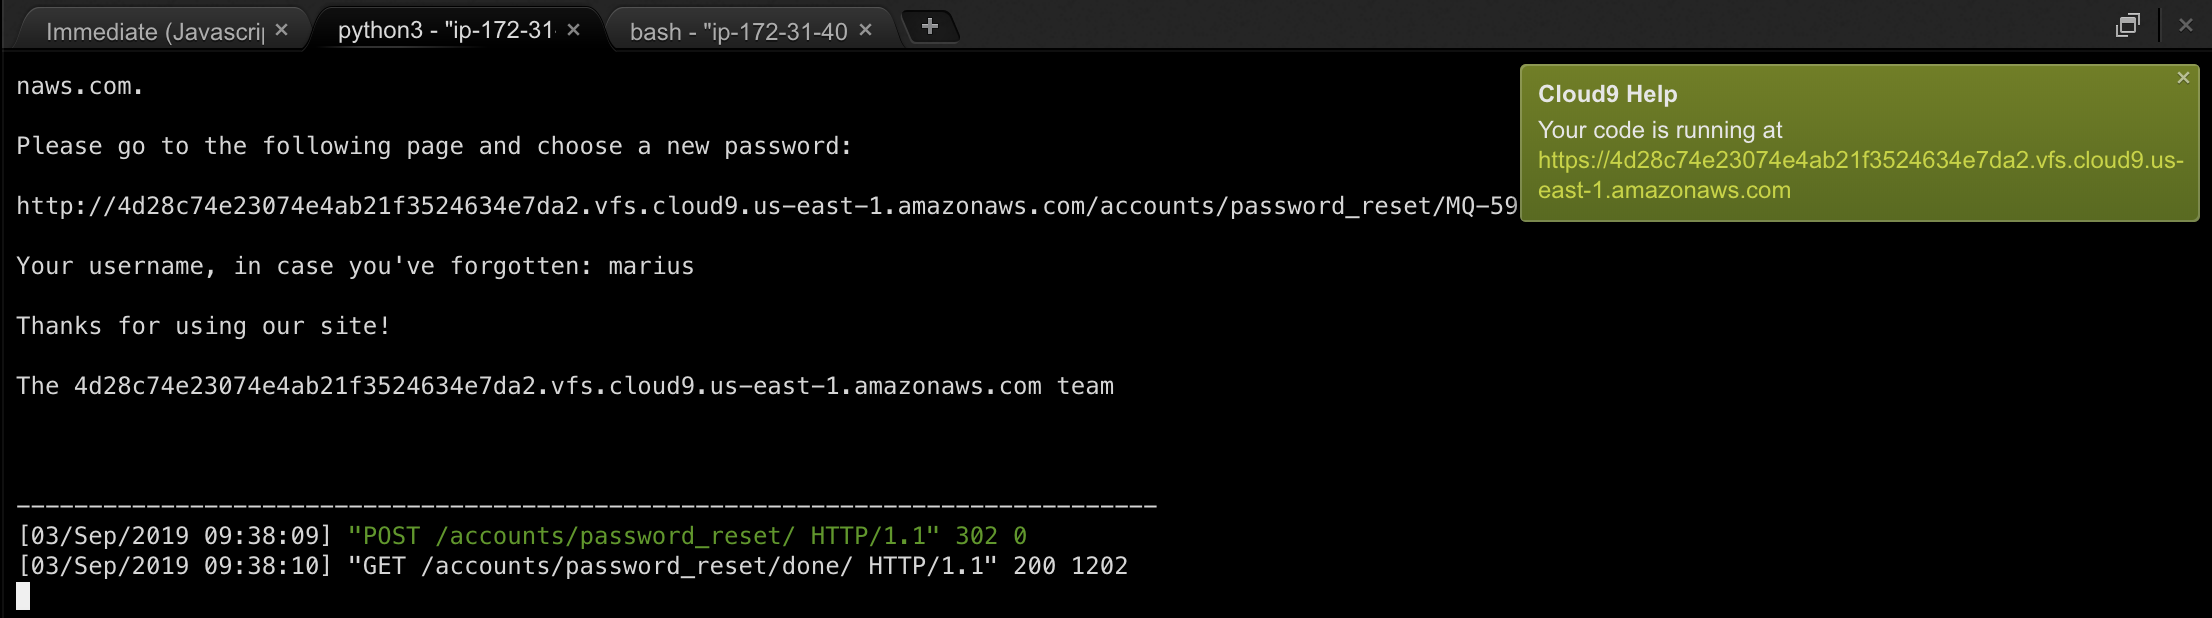 Immediate (Javascrip
python3 - "ip-172-31-
bash - "ip-172-31-40
naws.com.
Please go to the following page and choose a new password:
http://4d28c74e23074e4ab21f3524634e7da2.vfs.cloud9.us-east-1.amazonaws.com/accounts/password_reset/MQ-59
Your username, in case you've forgotten: marius
Thanks for using our site!
The 4d28c74e23074e4ab21f3524634e7da2.vfs.cloud9.us-east-1.amazonaws.com team
-------------------------------------------------------------------------------
[03/Sep/2019 09:38:09] "POST /accounts/password_reset/ HTTP/1.1" 302 0
[03/Sep/2019 09:38:10] "GET /accounts/password_reset/done/ HTTP/1.1" 200 1202
Cloud9 Help
Your code is running at
https://4d28c74e23074e4ab21f3524634e7da2.vfs.cloud9.us-
east-1.amazonaws.com